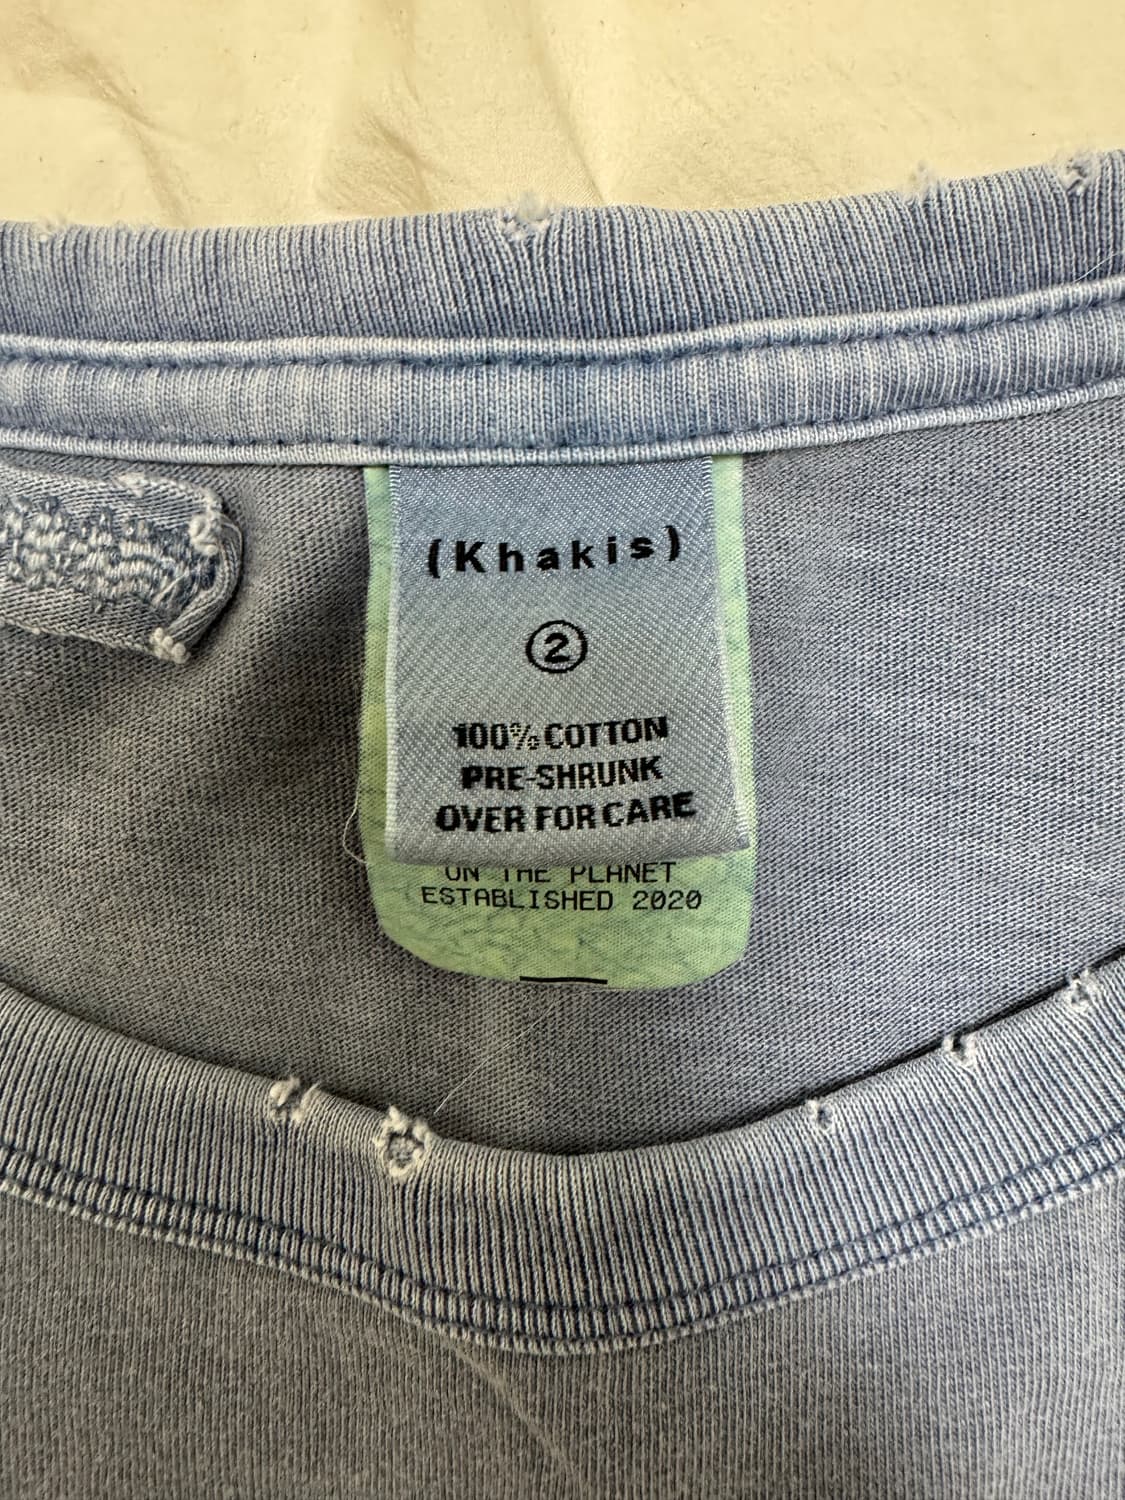 (Khakis)
2
100% COTTON
PRE-SHRUNK
OVER FOR CARE
ON THE PLANET
ESTABLISHED 2020